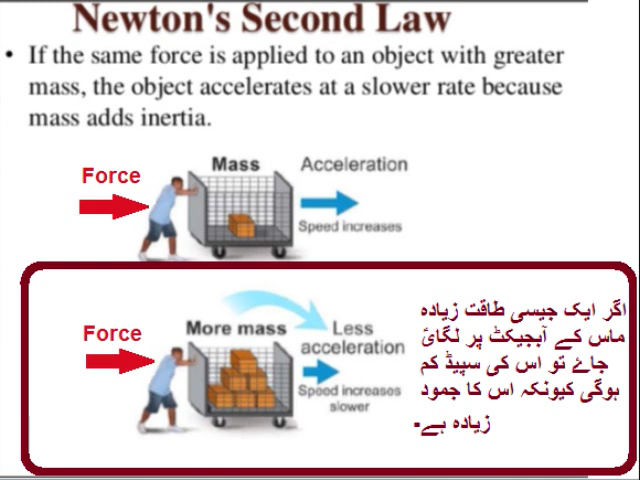 Newton's Second Law
• If the same force is applied to an object with greater
mass, the object accelerates at a slower rate because
mass adds inertia.
Force
Mass
Acceleration
Speed increases
Force
More mass
Less
acceleration
Speed increases
slower
اگر ایک جیسی طاقت زیادہ
ماس کے آبجیکٹ پر لگائ
جاۓ تو اس کی سپیڈ کم
ہوگی کیونکہ اس کا جمود
زیادہ ہے۔